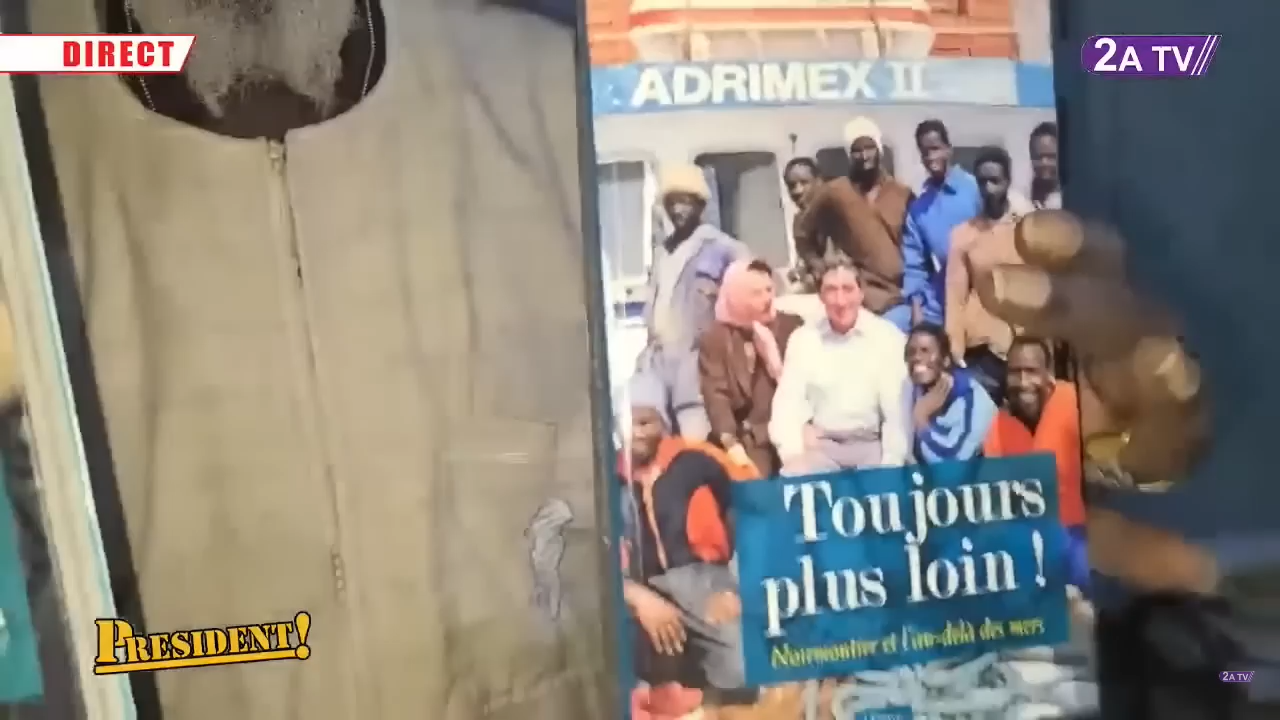 DIRECT
2A TV
ADRIMEX II
Toujours
plus loin !
Noirmoutier et l'au-delà des mers
PRESIDENT!
2A TV